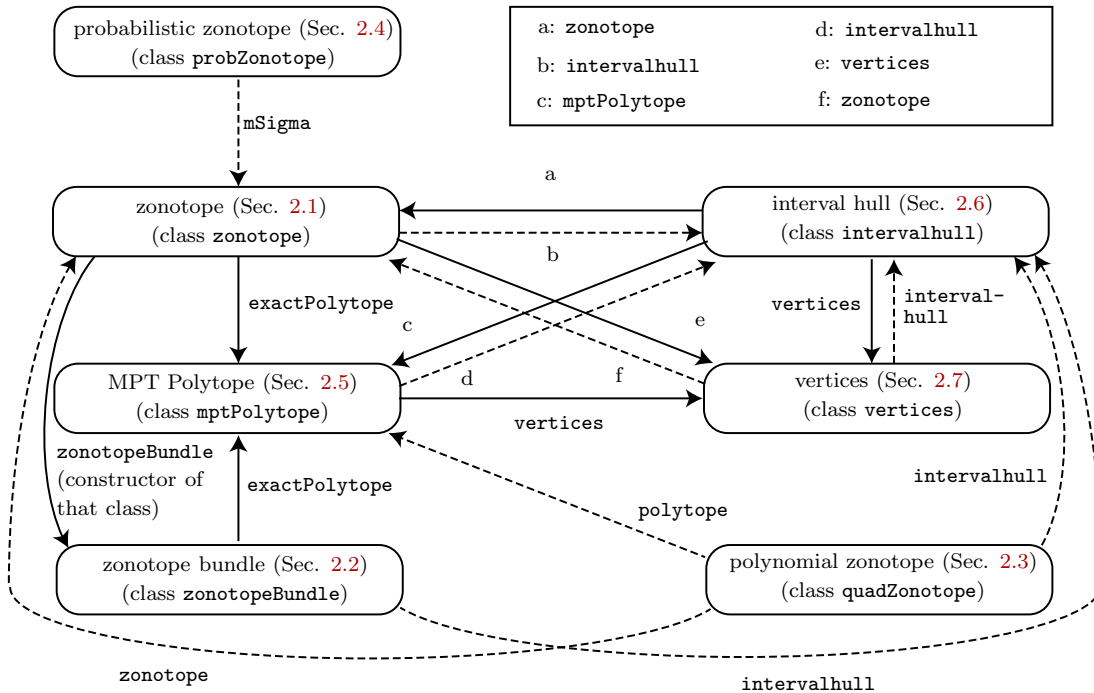 probabilistic zonotope (Sec. 2.4)
(class probZonotope)
a: zonotope
b: intervalhull
c: mptPolytope
d: intervalhull
e: vertices
f: zonotope
mSigma
a
zonotope (Sec. 2.1)
(class zonotope)
interval hull (Sec. 2.6)
(class intervalhull)
b
exactPolytope
vertices
interval-
hull
c
e
d
f
MPT Polytope (Sec. 2.5)
(class mptPolytope)
vertices (Sec. 2.7)
(class vertices)
vertices
zonotopeBundle
(constructor of
that class)
exactPolytope
intervalhull
polytope
zonotope bundle (Sec. 2.2)
(class zonotopeBundle)
polynomial zonotope (Sec. 2.3)
(class quadZonotope)
zonotope
intervalhull